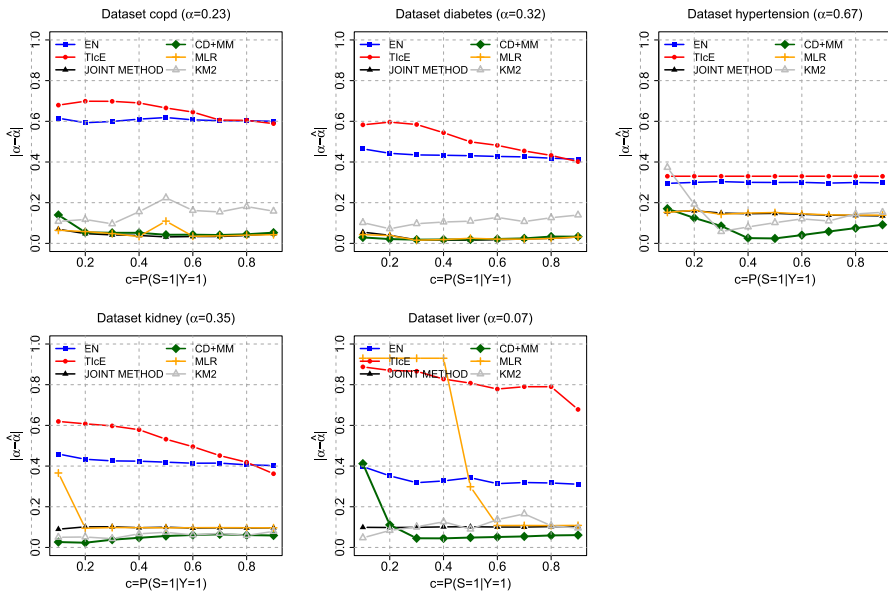 Dataset copd (α=0.23)
|α−α̂|
0.0 0.2 0.4 0.6 0.8 1.0
EN
TIcE
JOINT METHOD
CD+MM
MLR
KM2
0.2 0.4 0.6 0.8
c=P(S=1|Y=1)
Dataset diabetes (α=0.32)
|α−α̂|
0.0 0.2 0.4 0.6 0.8 1.0
EN
TIcE
JOINT METHOD
CD+MM
MLR
KM2
0.2 0.4 0.6 0.8
c=P(S=1|Y=1)
Dataset hypertension (α=0.67)
|α−α̂|
0.0 0.2 0.4 0.6 0.8 1.0
EN
TIcE
JOINT METHOD
CD+MM
MLR
KM2
0.2 0.4 0.6 0.8
c=P(S=1|Y=1)
Dataset kidney (α=0.35)
|α−α̂|
0.0 0.2 0.4 0.6 0.8 1.0
EN
TIcE
JOINT METHOD
CD+MM
MLR
KM2
0.2 0.4 0.6 0.8
c=P(S=1|Y=1)
Dataset liver (α=0.07)
|α−α̂|
0.0 0.2 0.4 0.6 0.8 1.0
EN
TIcE
JOINT METHOD
CD+MM
MLR
KM2
0.2 0.4 0.6 0.8
c=P(S=1|Y=1)